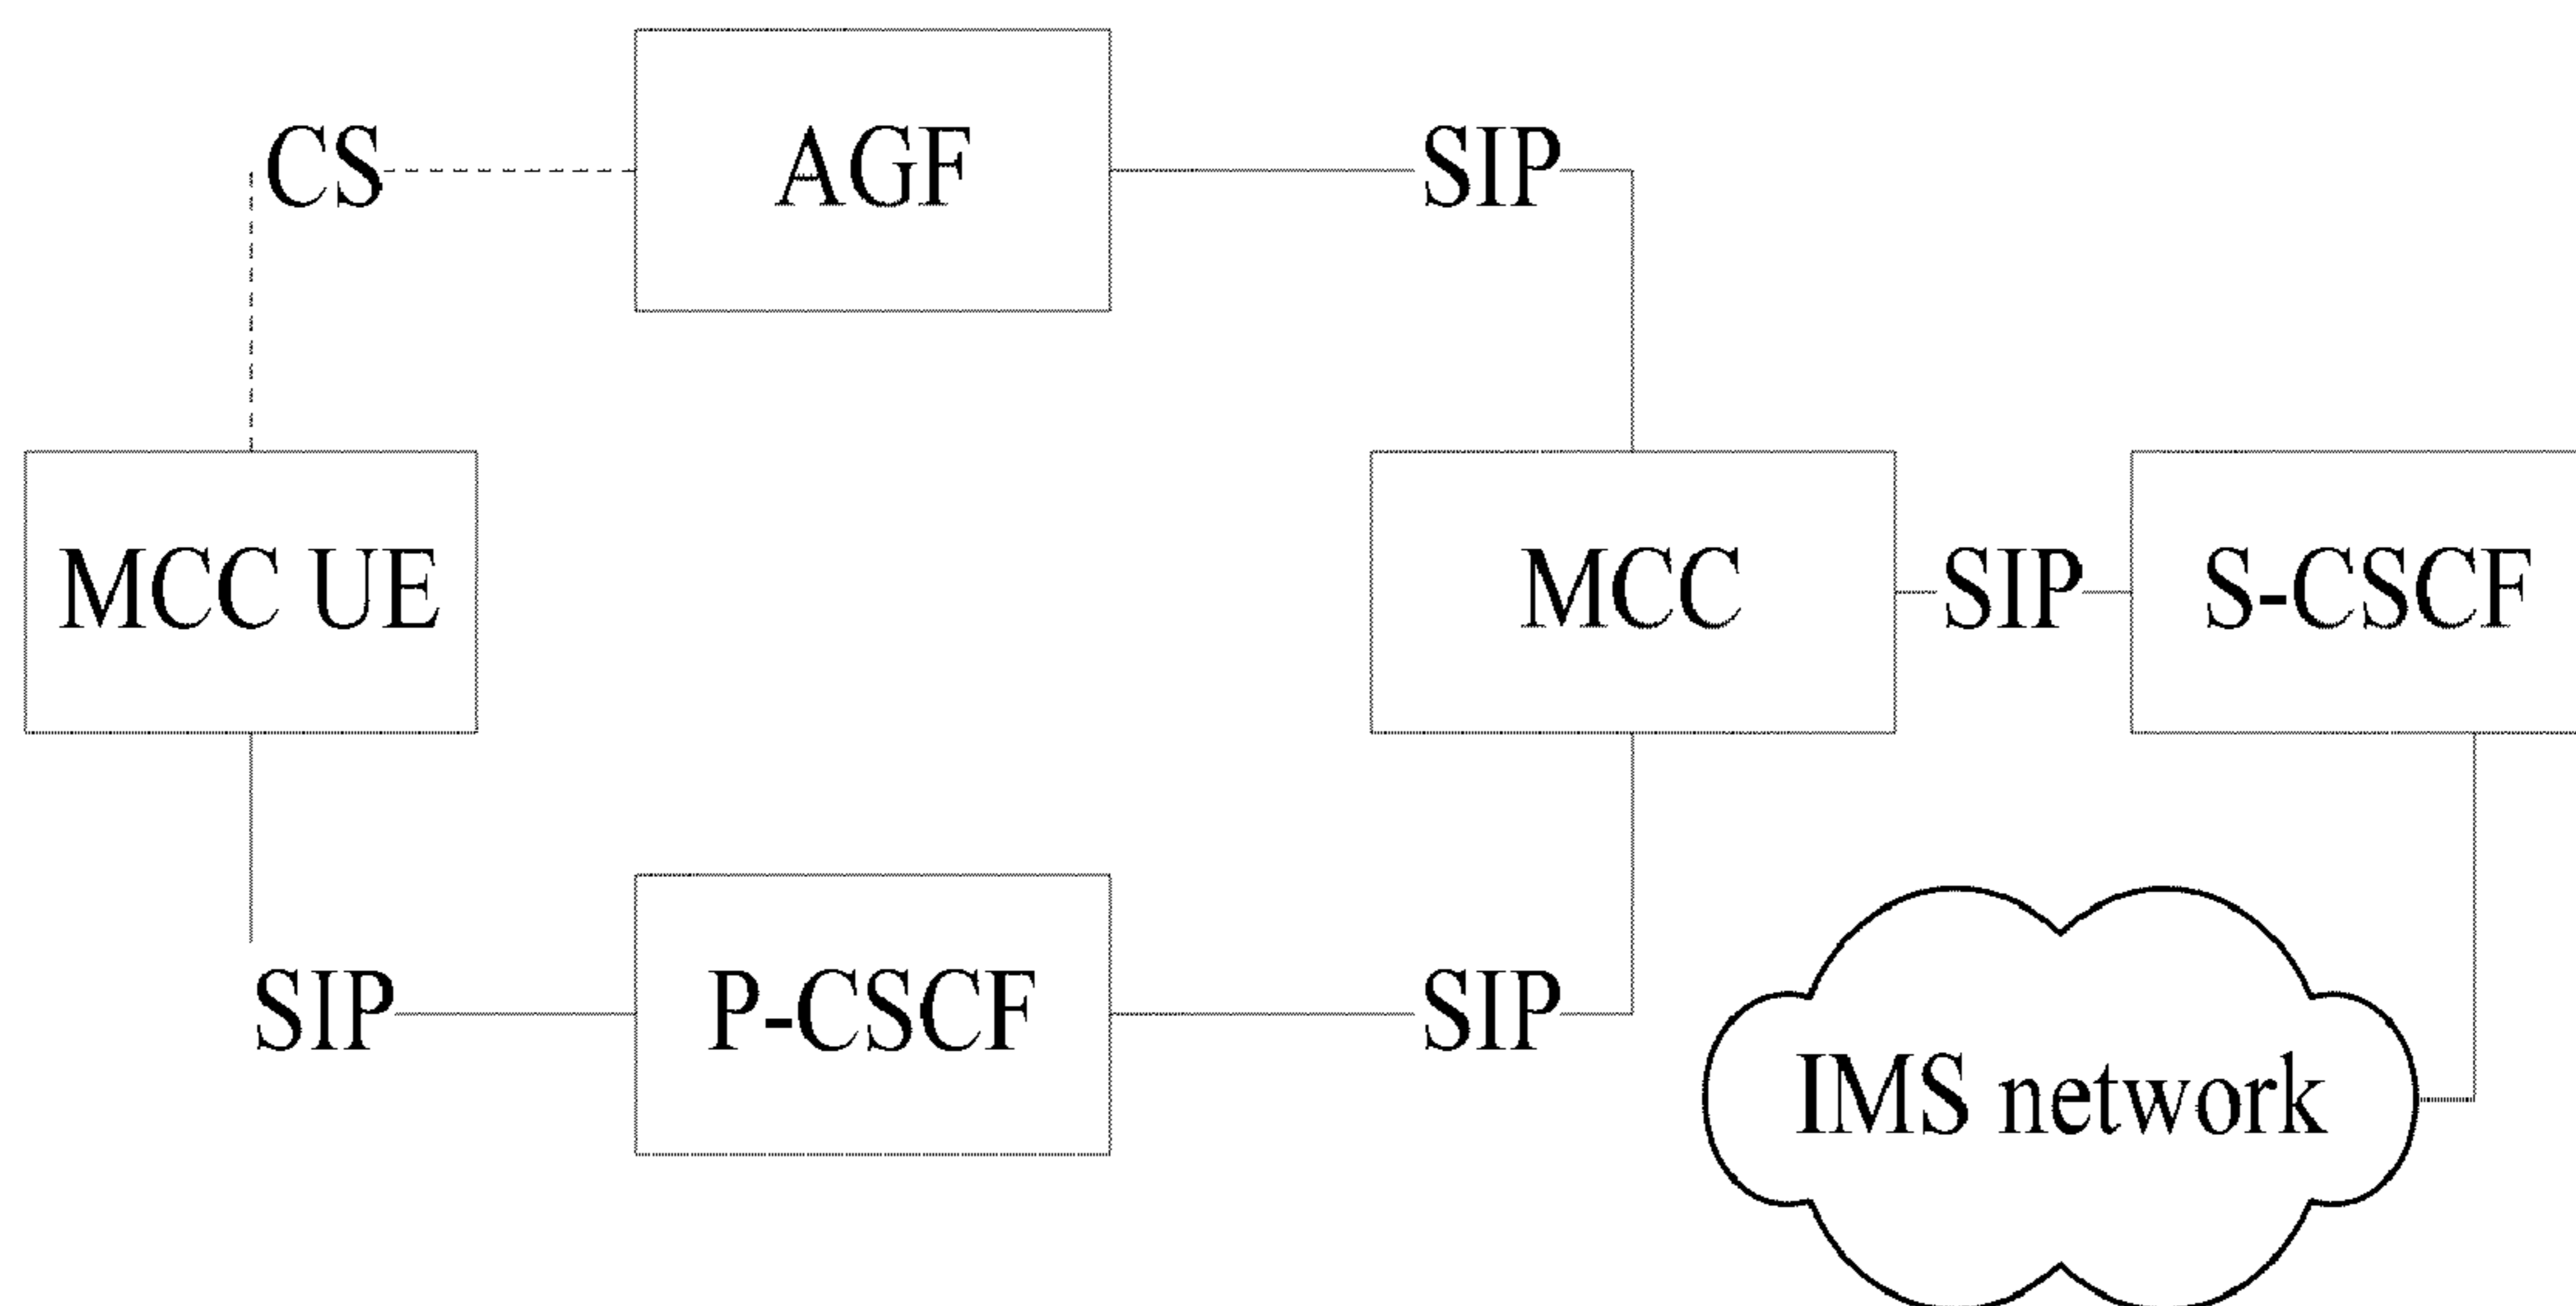 CS
AGF
SIP
MCC UE
MCC
SIP
S-CSCF
SIP
P-CSCF
SIP
IMS network